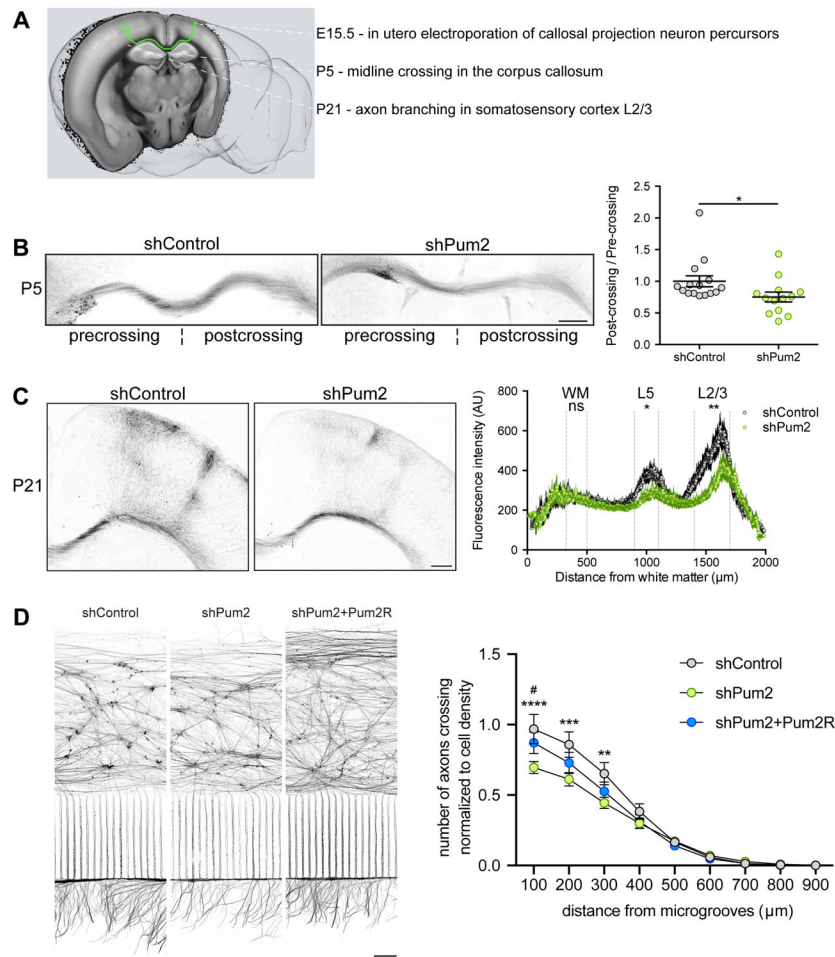 A
E15.5 - in utero electroporation of callosal projection neuron percursors
P5 - midline crossing in the corpus callosum
P21 - axon branching in somatosensory cortex L2/3
B
shControl
shPum2
P5
precrossing
postcrossing
precrossing
postcrossing
Post-crossing / Pre-crossing
2.5
2.0
1.5
1.0
0.5
0.0
*
shControl
shPum2
C
shControl
shPum2
P21
Fluorescence intensity (AU)
800
600
400
200
0
WM
ns
L5
*
L2/3
**
shControl
shPum2
0
500
1000
1500
2000
Distance from white matter (µm)
D
shControl
shPum2
shPum2+Pum2R
number of axons crossing
normalized to cell density
1.5
1.0
0.5
0.0
#
****
***
**
shControl
shPum2
shPum2+Pum2R
100 200 300 400 500 600 700 800 900
distance from microgrooves (µm)